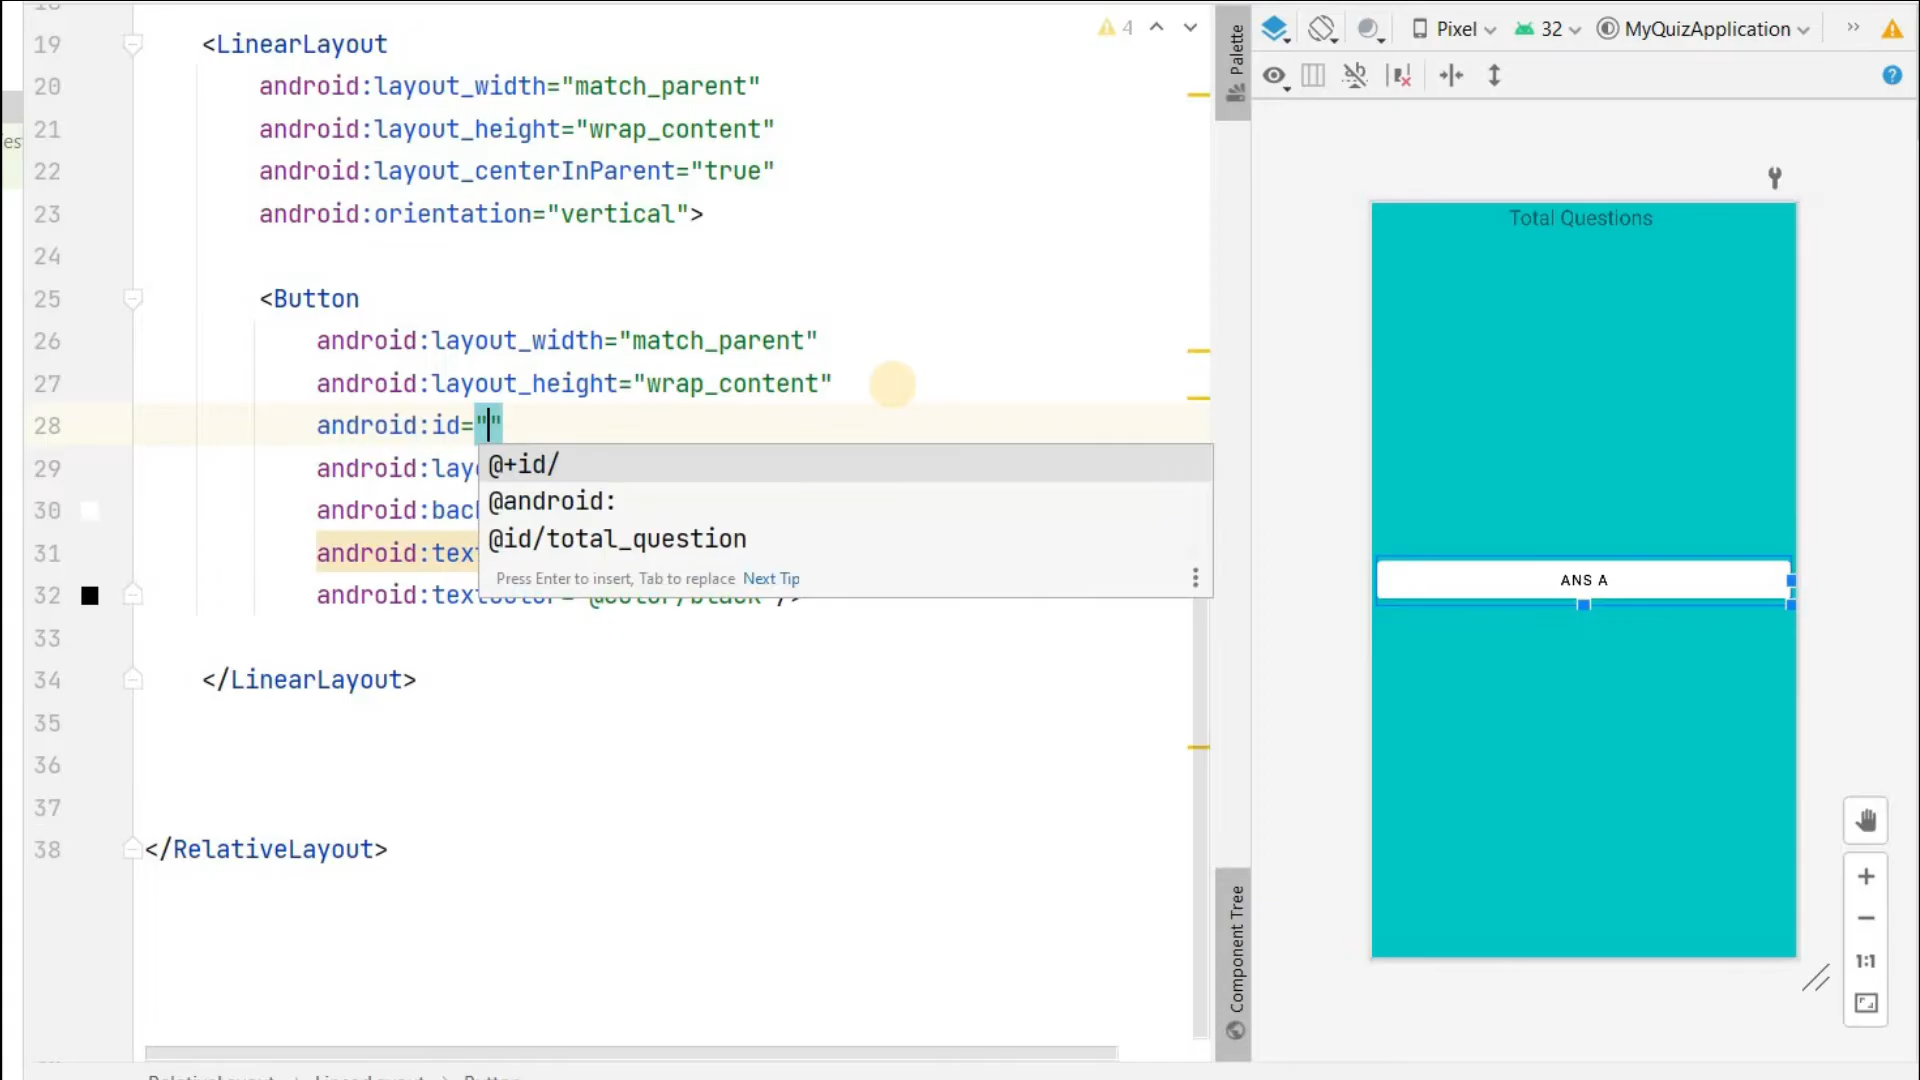 19 <LinearLayout
20 android:layout_width="match_parent"
21 android:layout_height="wrap_content"
22 android:layout_centerInParent="true"
23 android:orientation="vertical">
24
25 <Button
26 android:layout_width="match_parent"
27 android:layout_height="wrap_content"
28 android:id=""
29 android:lay
30 android:bac
31 android:tex
32 android:textColor="@color/black"/>
33
34 </LinearLayout>
35
36
37
38 </RelativeLayout>
@+id/
@android:
@id/total_question
Press Enter to insert, Tab to replace Next Tip
4
Palette
Component Tree
Pixel
32
MyQuizApplication
Total Questions
ANS A
1:1